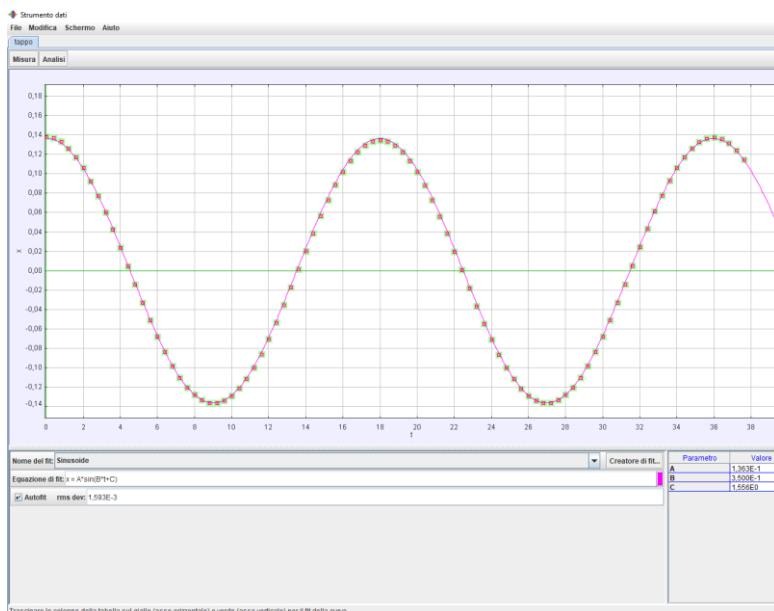 Strumento dati
File Modifica Schermo Aiuto
tappo
Misura Analisi
0,18
0,16
0,14
0,12
0,10
0,08
0,06
0,04
0,02
0,00
-0,02
-0,04
-0,06
-0,08
-0,10
-0,12
-0,14
x
0 2 4 6 8 10 12 14 16 18 20 22 24 26 28 30 32 34 36 38
t
Nome del fit: Sinusoide Creatore di fit...
Equazione di fit: x = A*sin(B*t+C)
Autofit rms dev: 1,593E-3
Parametro Valore
A 1,363E-1
B 3,500E-1
C 1,556E0